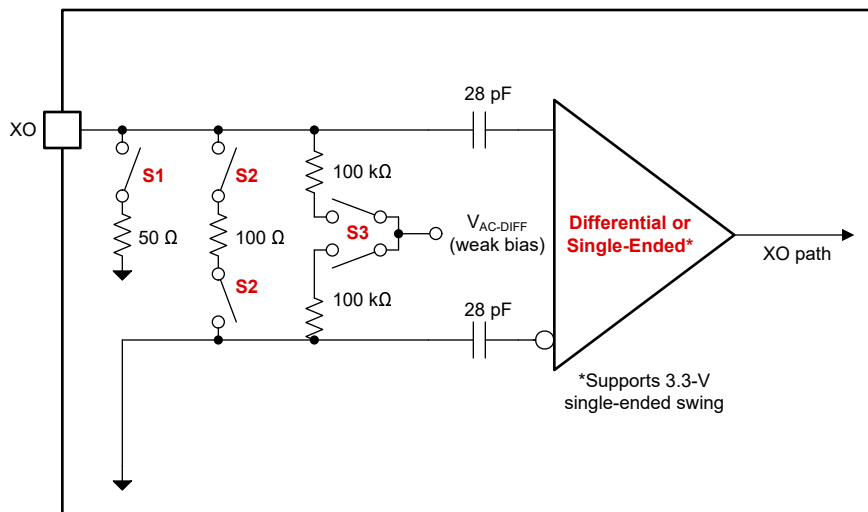 28 pF
XO
S1
S2
100 kΩ
S3
V_AC-DIFF
(weak bias)
50 Ω
100 Ω
S2
100 kΩ
28 pF
Differential or
Single-Ended*
XO path
*Supports 3.3-V
single-ended swing